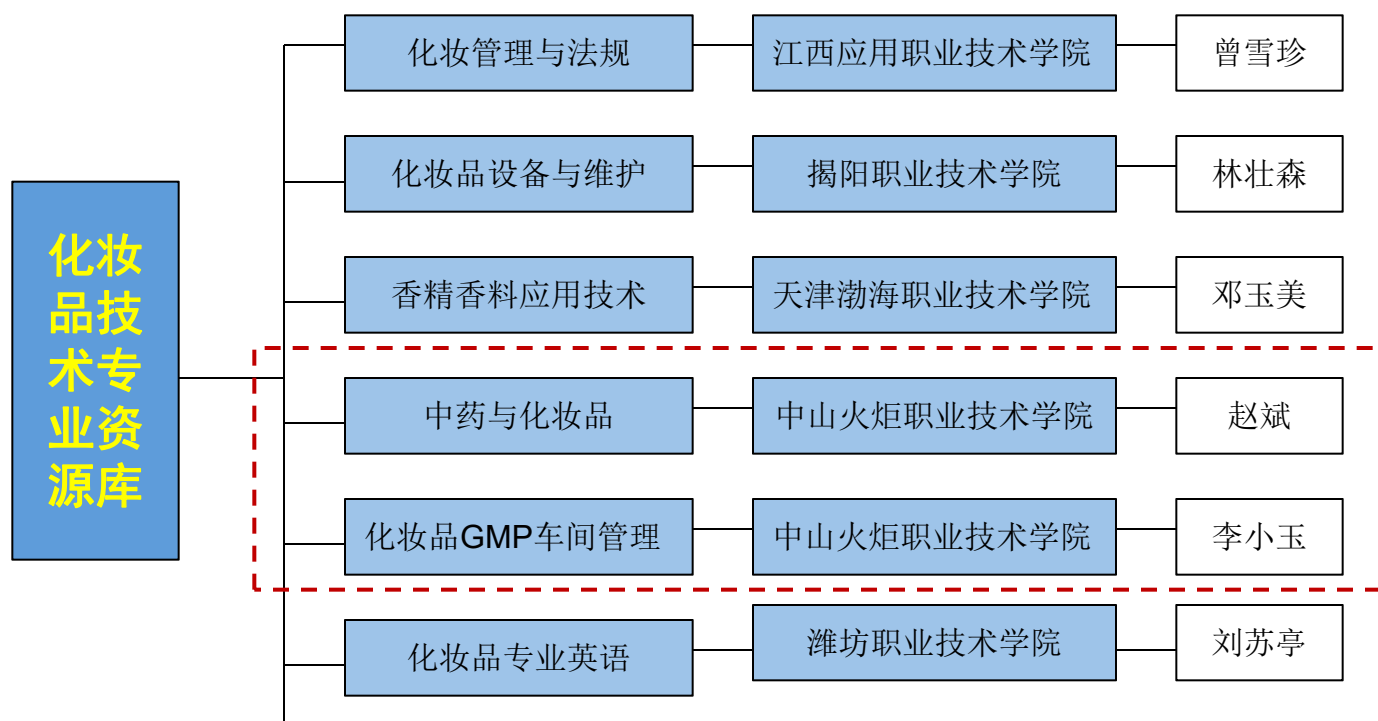 化妆管理与法规
江西应用职业技术学院
曾雪珍
化妆品设备与维护
揭阳职业技术学院
林壮森
化妆
品技
术专
业资
源库
香精香料应用技术
天津渤海职业技术学院
邓玉美
中药与化妆品
中山火炬职业技术学院
赵斌
化妆品GMP车间管理
中山火炬职业技术学院
李小玉
化妆品专业英语
潍坊职业技术学院
刘苏亭